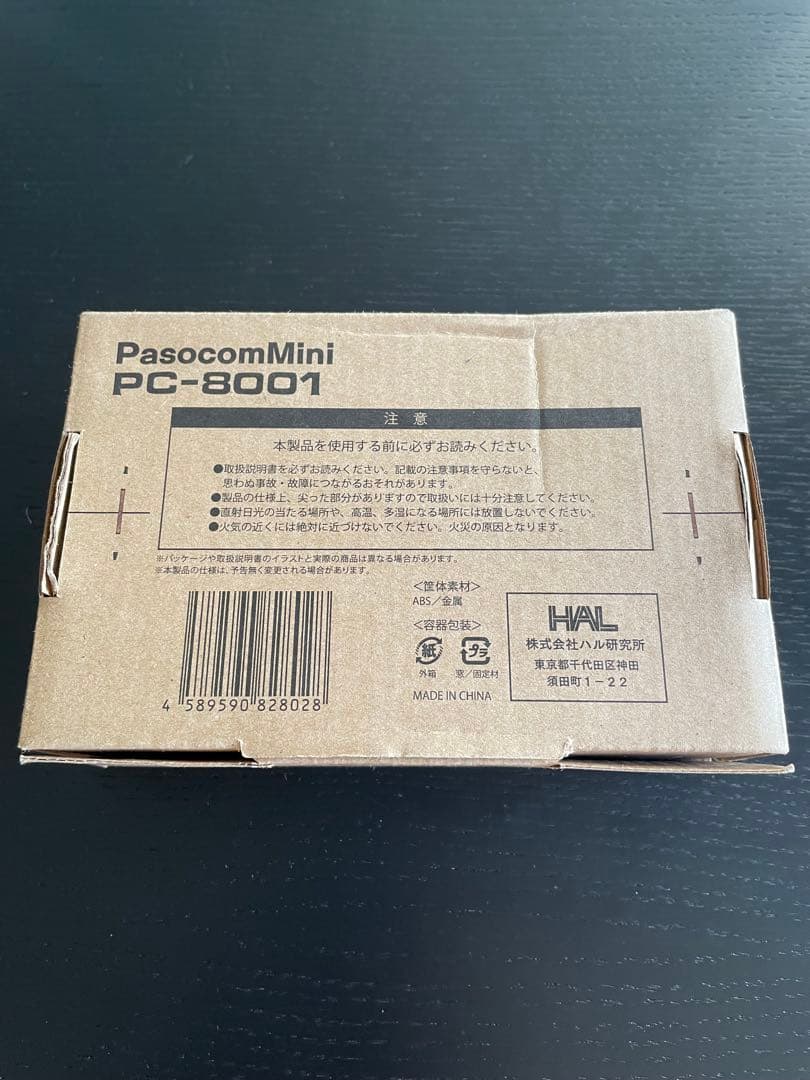 PasocomMini
PC-8001
注 意
本製品を使用する前に必ずお読みください。
●取扱説明書を必ずお読みください。記載の注意事項を守らないと、
思わぬ事故・故障につながるおそれがあります。
●製品の仕様上、尖った部分がありますので取扱いには十分注意してください。
●直射日光の当たる場所や、高温、多湿になる場所には放置しないでください。
●火気の近くには絶対に近づけないでください。火災の原因となります。
※パッケージや取扱説明書のイラストと実際の商品は異なる場合があります。
※本製品の仕様は、予告無く変更される場合があります。
<筐体素材>
ABS/金属
<容器包装>
紙 プラ
外箱 窓/固定材
MADE IN CHINA
HAL
株式会社ハル研究所
東京都千代田区神田
須田町1-22
4 589590 828028